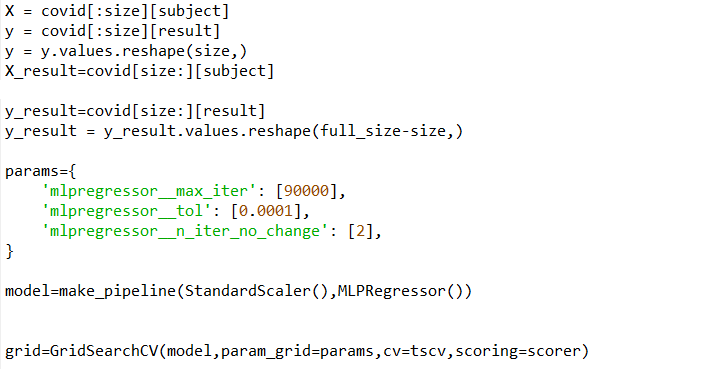 X = covid[:size][subject]
y = covid[:size][result]
y = y.values.reshape(size,)
X_result=covid[size:][subject]
y_result=covid[size:][result]
y_result = y_result.values.reshape(full_size-size,)
params={
    'mlpregressor__max_iter': [90000],
    'mlpregressor__tol': [0.0001],
    'mlpregressor__n_iter_no_change': [2],
}
model=make_pipeline(StandardScaler(),MLPRegressor())
grid=GridSearchCV(model,param_grid=params,cv=tscv,scoring=scorer)